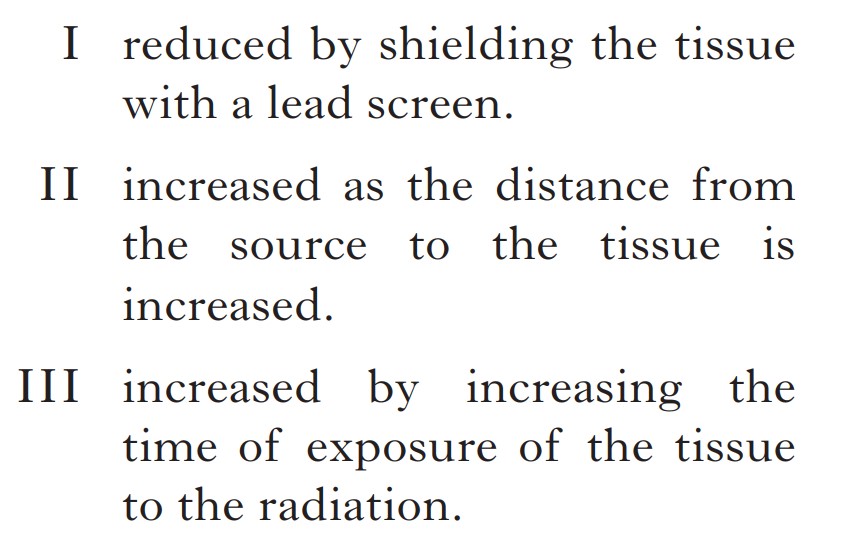 I reduced by shielding the tissue
with a lead screen.
II increased as the distance from
the source to the tissue is
increased.
III increased by increasing the
time of exposure of the tissue
to the radiation.